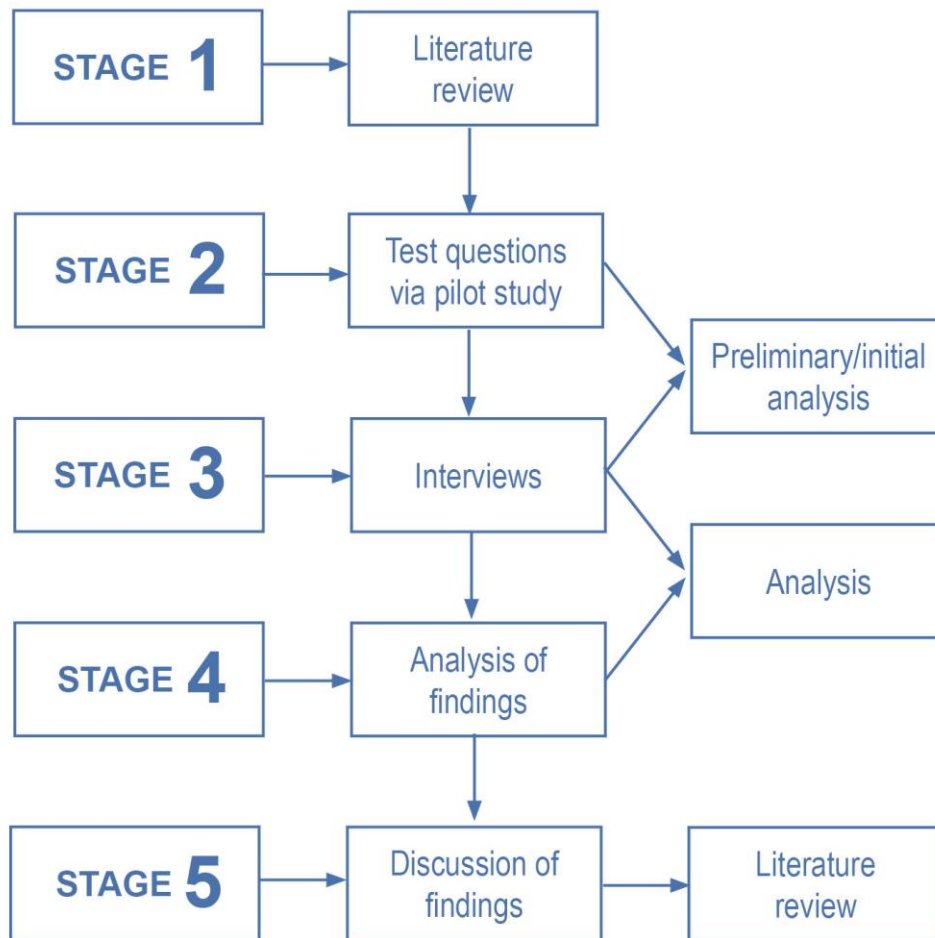 STAGE 1
Literature
review
STAGE 2
Test questions
via pilot study
Preliminary/initial
analysis
STAGE 3
Interviews
Analysis
STAGE 4
Analysis of
findings
STAGE 5
Discussion of
findings
Literature
review